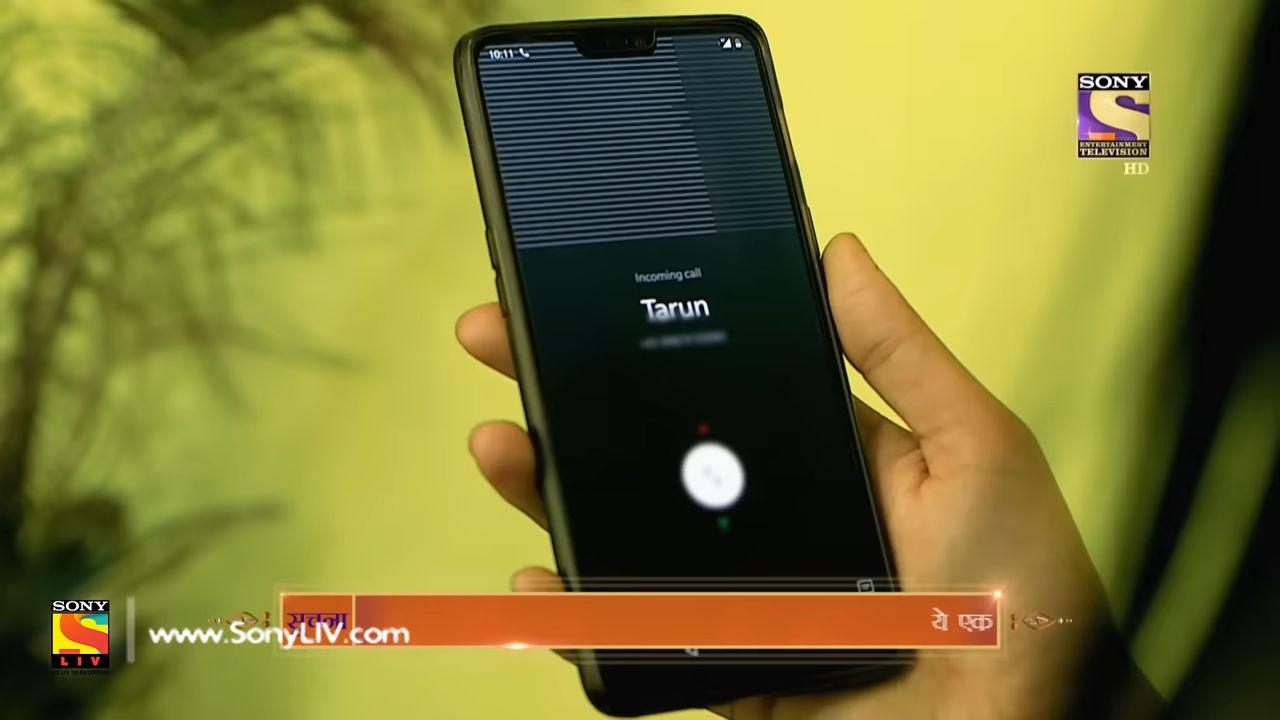 10:11
SONY
ENTERTAINMENT
TELEVISION
HD
Incoming call
Tarun
सूचना
ये एक
SONY
LIV
www.SonyLIV.com